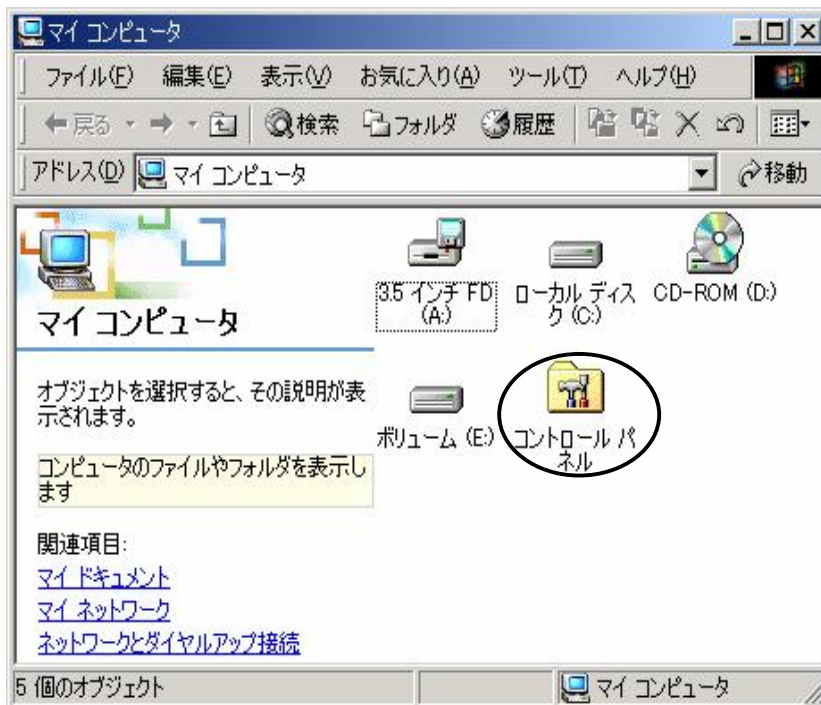 マイ コンピュータ
ファイル(F) 編集(E) 表示(V) お気に入り(A) ツール(T) ヘルプ(H)
戻る 検索 フォルダ 履歴
アドレス(D) マイ コンピュータ 移動
マイ コンピュータ
オブジェクトを選択すると、その説明が表
示されます。
コンピュータのファイルやフォルダを表示し
ます
関連項目:
マイ ドキュメント
マイ ネットワーク
ネットワークとダイヤルアップ接続
3.5 インチ FD
(A:)
ローカル ディス
ク (C:)
CD-ROM (D:)
ボリューム (E:)
コントロール パ
ネル
5 個のオブジェクト マイ コンピュータ